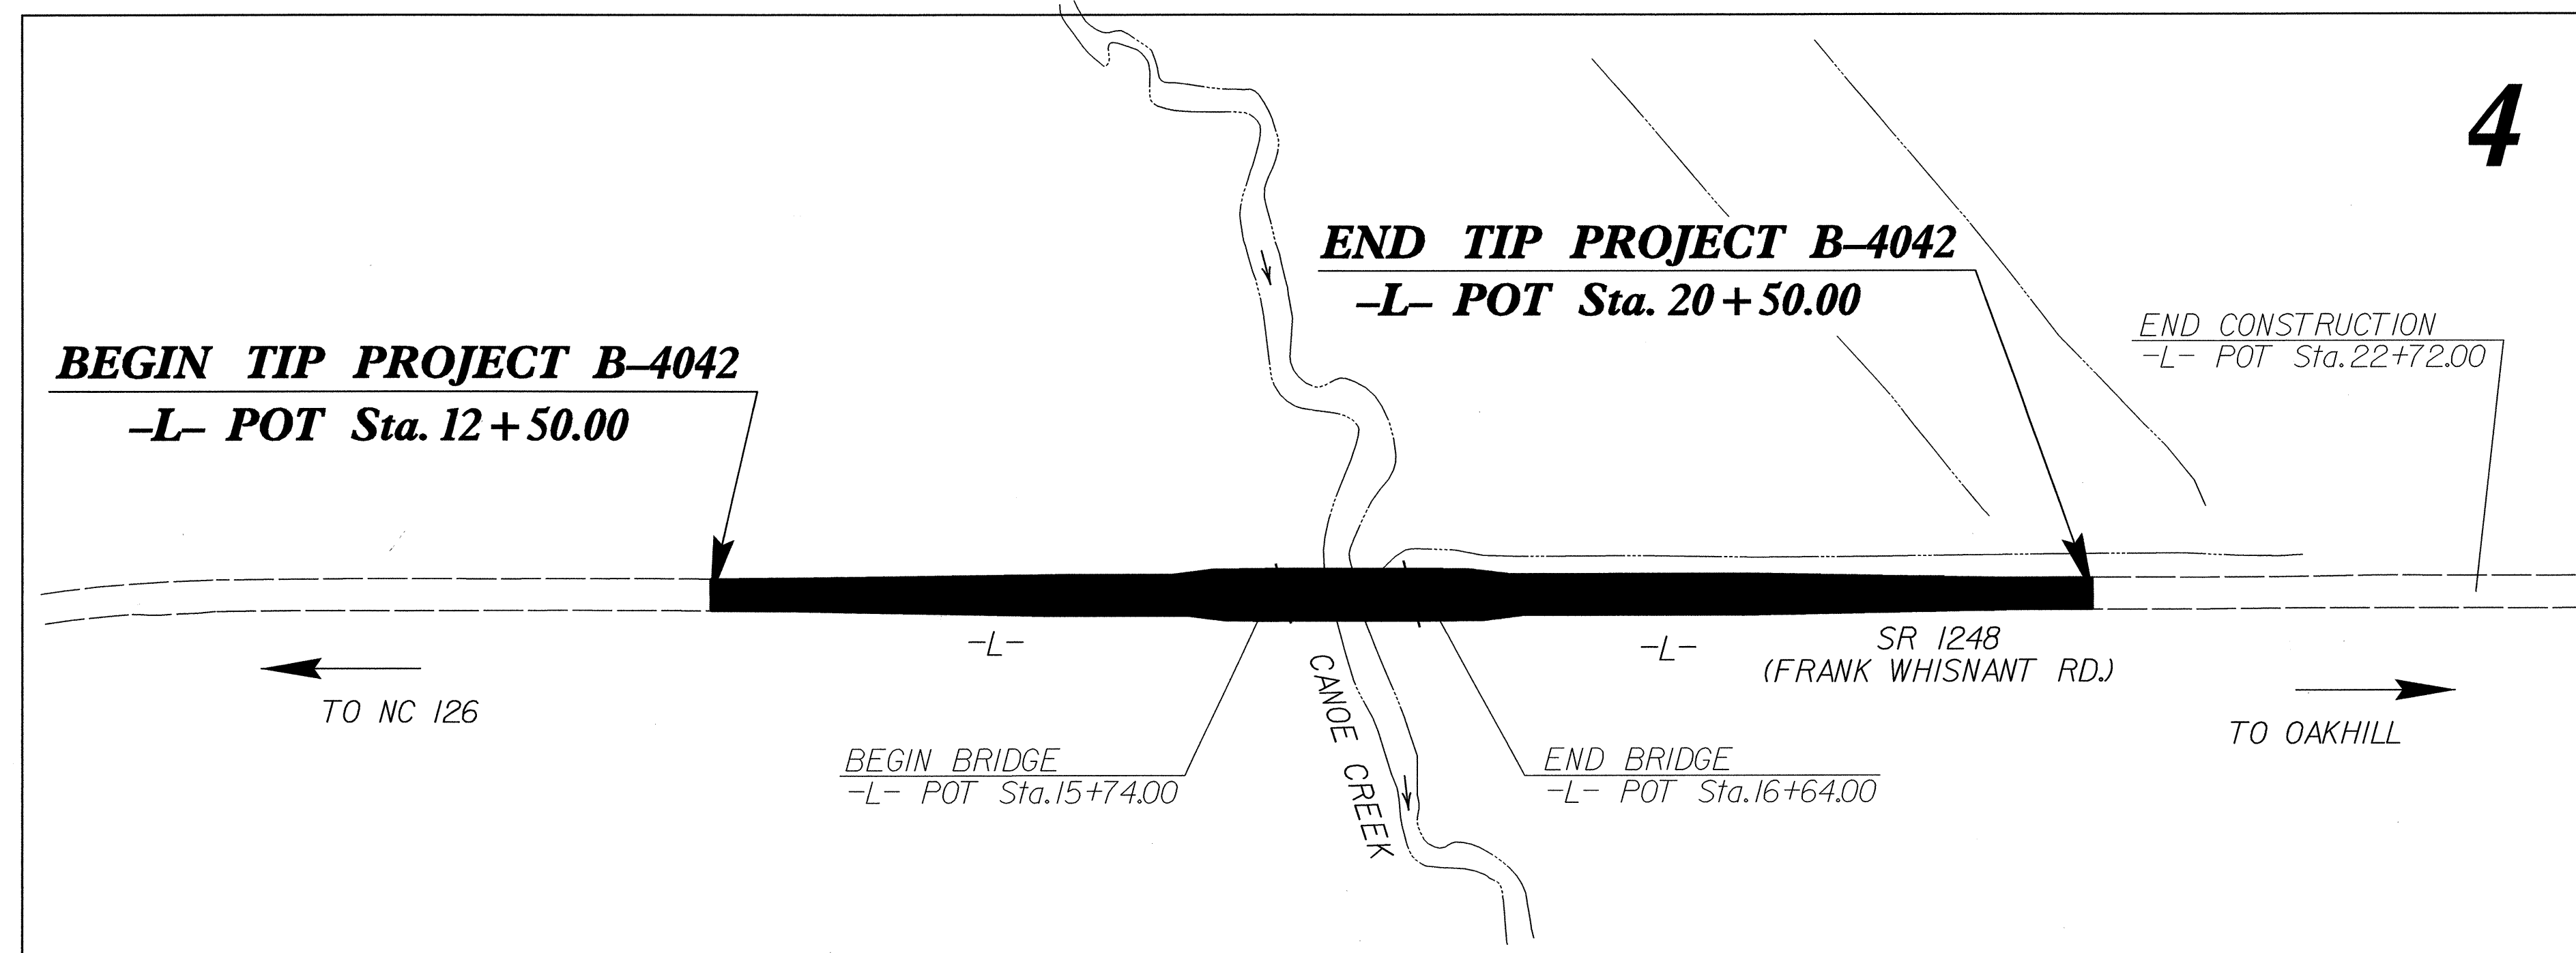 4
END TIP PROJECT B–4042
–L– POT Sta. 20+50.00
END CONSTRUCTION
-L- POT Sta.22+72.00
BEGIN TIP PROJECT B–4042
–L– POT Sta. 12+50.00
-L-
-L-
SR 1248
(FRANK WHISNANT RD.)
TO NC 126
TO OAKHILL
CANOE CREEK
BEGIN BRIDGE
-L- POT Sta.15+74.00
END BRIDGE
-L- POT Sta.16+64.00